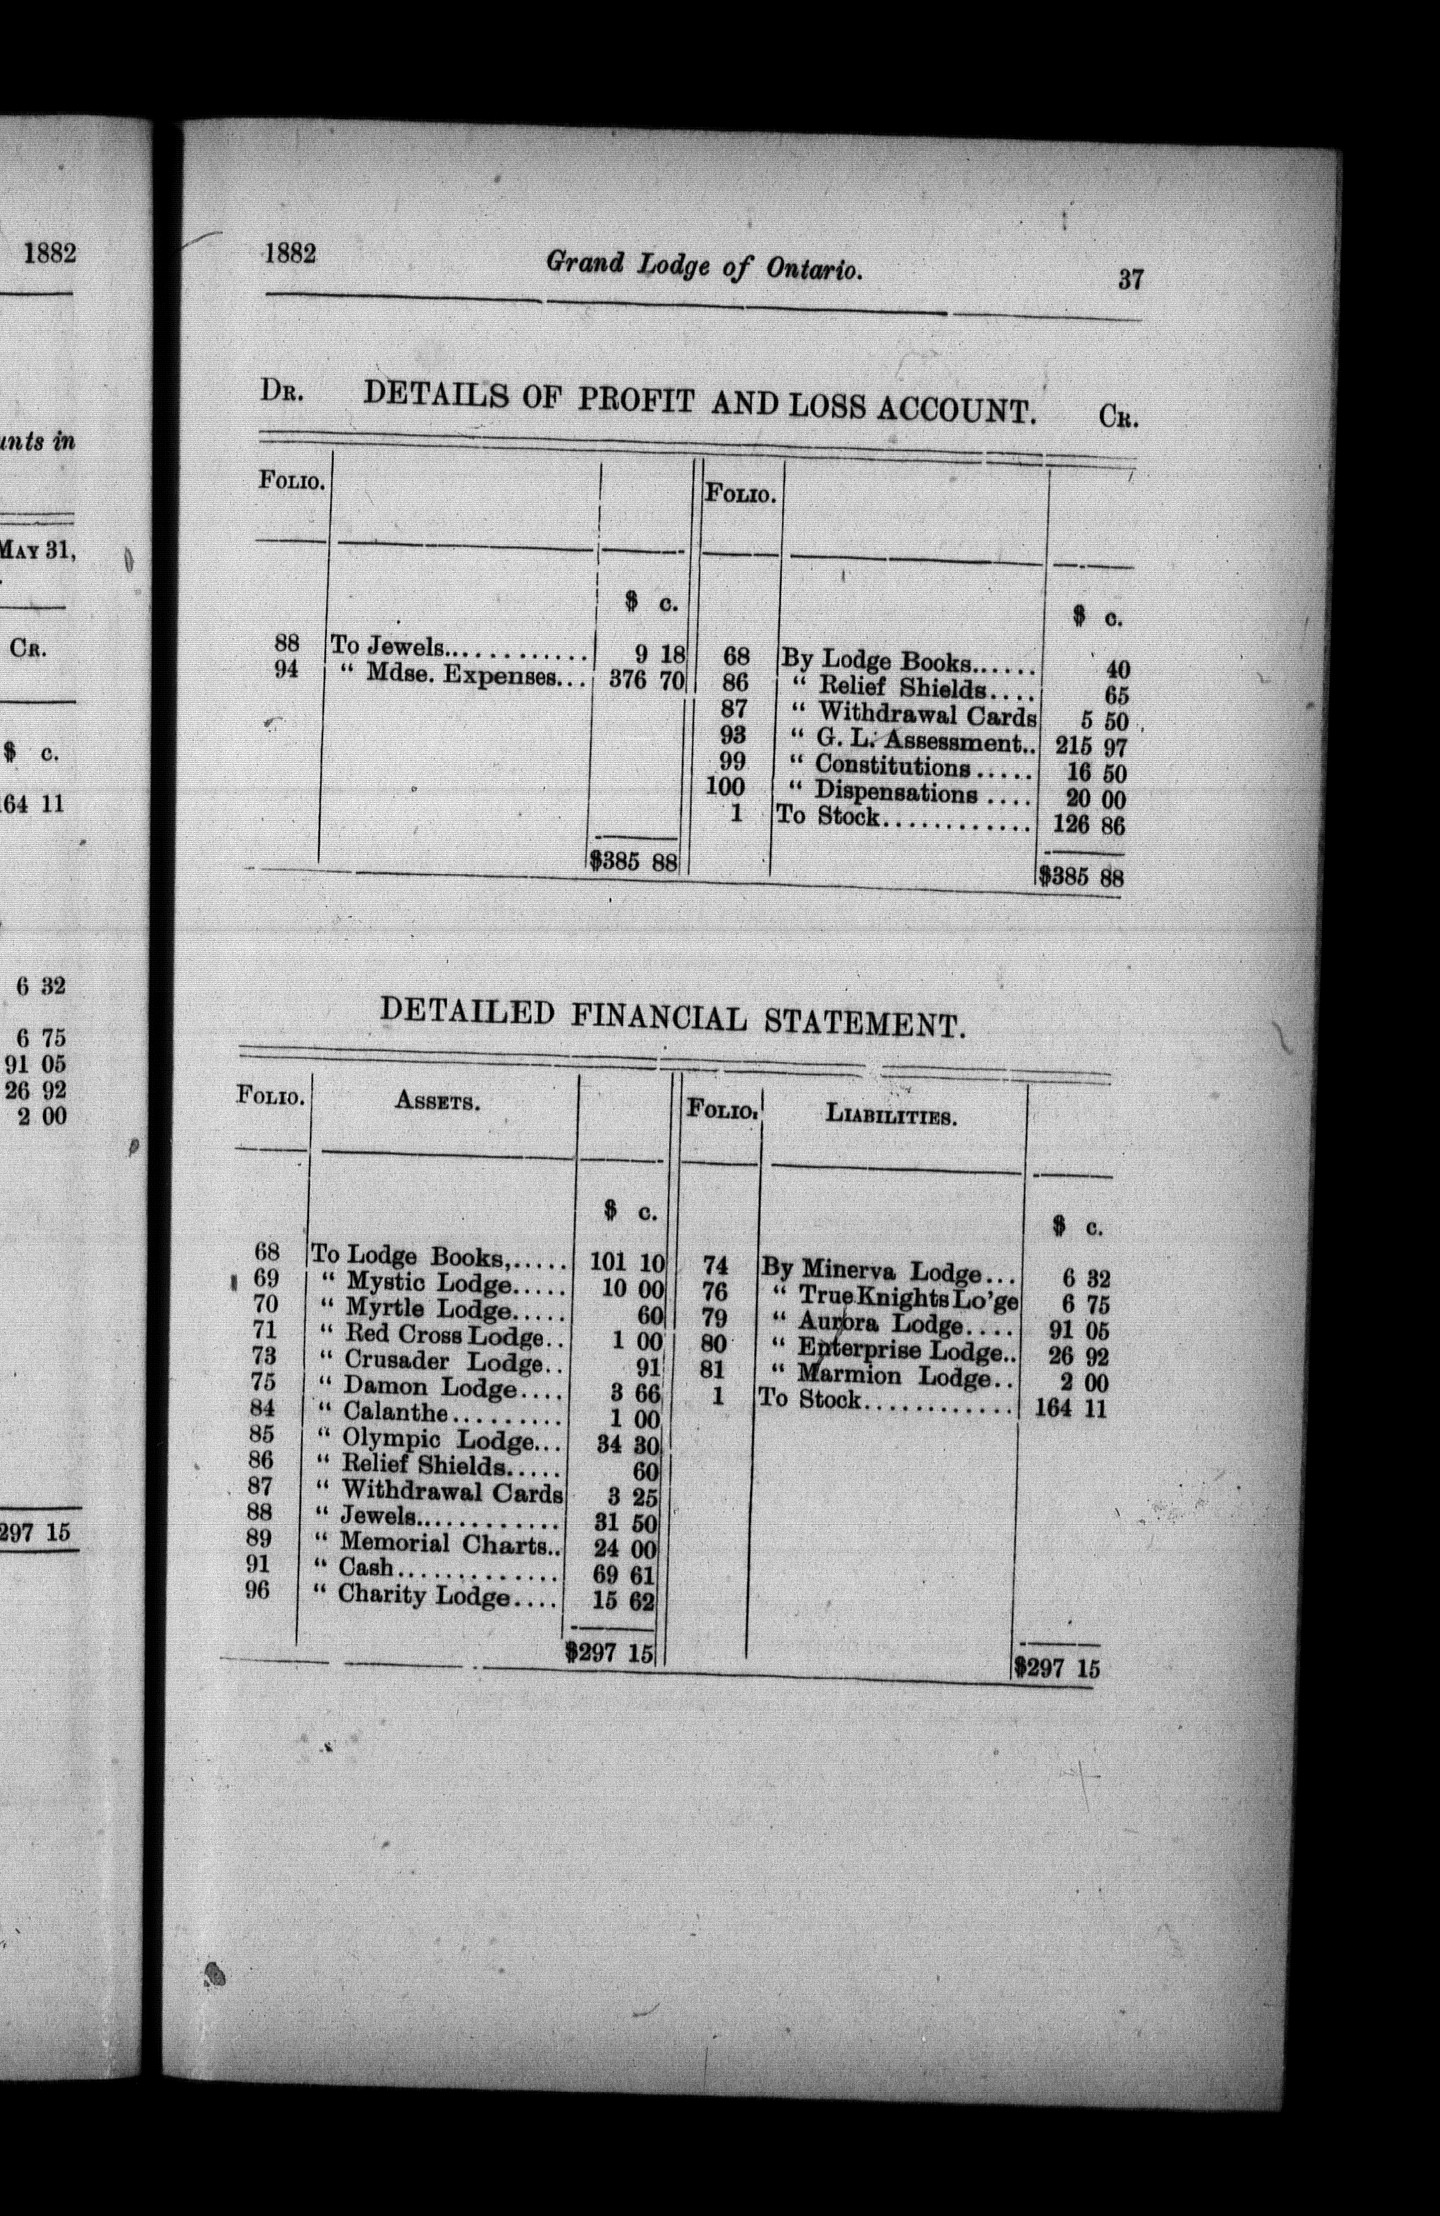 1882
unts in
MAY 31,
CR.
$ c.
164 11
6 32
6 75
91 05
26 92
2 00
297 15
1882 Grand Lodge of Ontario. 37
DR. DETAILS OF PROFIT AND LOSS ACCOUNT. CR.
FOLIO. FOLIO.
$ c. $ c.
88 To Jewels............ 9 18 68 By Lodge Books...... 40
94 “ Mdse. Expenses... 376 70 86 “ Relief Shields.... 65
87 “ Withdrawal Cards 5 50
93 “ G. L. Assessment.. 215 97
99 “ Constitutions..... 16 50
100 “ Dispensations .... 20 00
1 To Stock............ 126 86
$385 88 $385 88
DETAILED FINANCIAL STATEMENT.
FOLIO. ASSETS. FOLIO. LIABILITIES.
$ c. $ c.
68 To Lodge Books,..... 101 10 74 By Minerva Lodge... 6 32
69 “ Mystic Lodge..... 10 00 76 “ True Knights Lo'ge 6 75
70 “ Myrtle Lodge..... 60 79 “ Aurora Lodge.... 91 05
71 “ Red Cross Lodge.. 1 00 80 “ Enterprise Lodge.. 26 92
73 “ Crusader Lodge.. 91 81 “ Marmion Lodge.. 2 00
75 “ Damon Lodge.... 3 66 1 To Stock............ 164 11
84 “ Calanthe......... 1 00
85 “ Olympic Lodge... 34 30
86 “ Relief Shields..... 60
87 “ Withdrawal Cards 3 25
88 “ Jewels............ 31 50
89 “ Memorial Charts.. 24 00
91 “ Cash............. 69 61
96 “ Charity Lodge.... 15 62
$297 15 $297 15